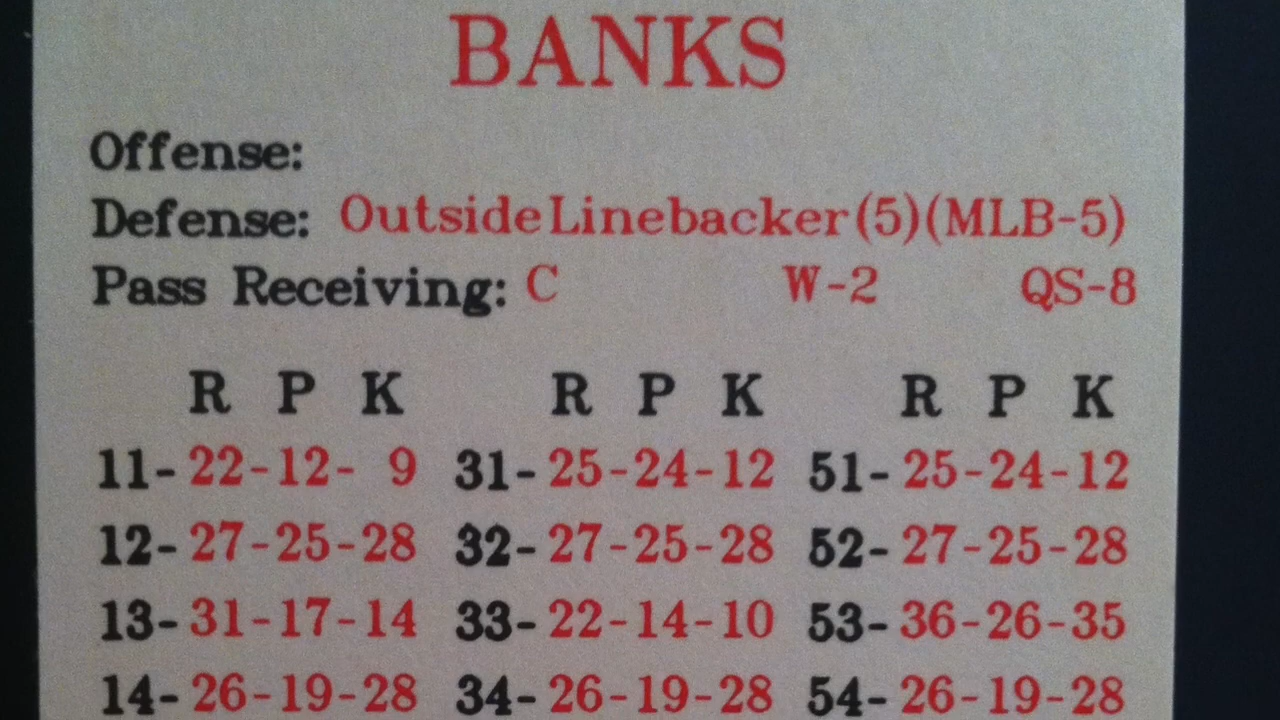 BANKS
Offense:
Defense: Outside Linebacker (5)(MLB-5)
Pass Receiving: C W-2 QS-8
R P K R P K R P K
11- 22-12- 9 31- 25-24-12 51- 25-24-12
12- 27-25-28 32- 27-25-28 52- 27-25-28
13- 31-17-14 33- 22-14-10 53- 36-26-35
14- 26-19-28 34- 26-19-28 54- 26-19-28